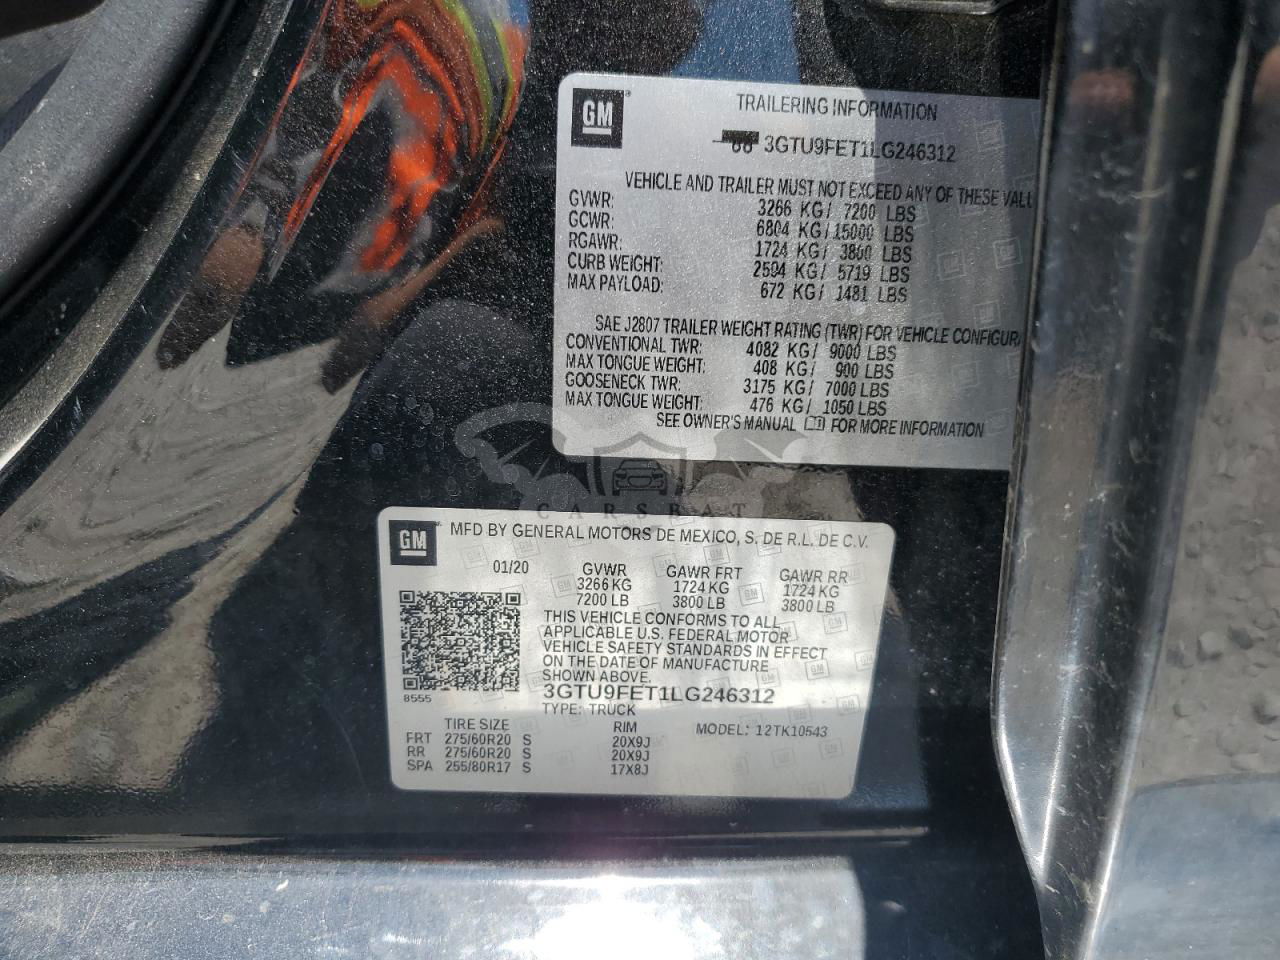 GM
TRAILERING INFORMATION
3GTU9FET1LG246312
VEHICLE AND TRAILER MUST NOT EXCEED ANY OF THESE VALU
GVWR: 3266 KG/ 7200 LBS
GCWR: 6804 KG/ 15000 LBS
RGAWR: 1724 KG/ 3800 LBS
CURB WEIGHT: 2594 KG/ 5719 LBS
MAX PAYLOAD: 672 KG/ 1481 LBS
SAE J2807 TRAILER WEIGHT RATING (TWR) FOR VEHICLE CONFIGURA
CONVENTIONAL TWR: 4082 KG/ 9000 LBS
MAX TONGUE WEIGHT: 408 KG/ 900 LBS
GOOSENECK TWR: 3175 KG/ 7000 LBS
MAX TONGUE WEIGHT: 476 KG/ 1050 LBS
SEE OWNER'S MANUAL FOR MORE INFORMATION
CARSBAT
GM
MFD BY GENERAL MOTORS DE MEXICO, S. DE R.L. DE C.V.
01/20 GVWR GAWR FRT GAWR RR
3266 KG 1724 KG 1724 KG
7200 LB 3800 LB 3800 LB
THIS VEHICLE CONFORMS TO ALL
APPLICABLE U.S. FEDERAL MOTOR
VEHICLE SAFETY STANDARDS IN EFFECT
ON THE DATE OF MANUFACTURE
SHOWN ABOVE.
8555
3GTU9FET1LG246312
TYPE: TRUCK
TIRE SIZE RIM MODEL: 12TK10543
FRT 275/60R20 S 20X9J
RR 275/60R20 S 20X9J
SPA 255/80R17 S 17X8J